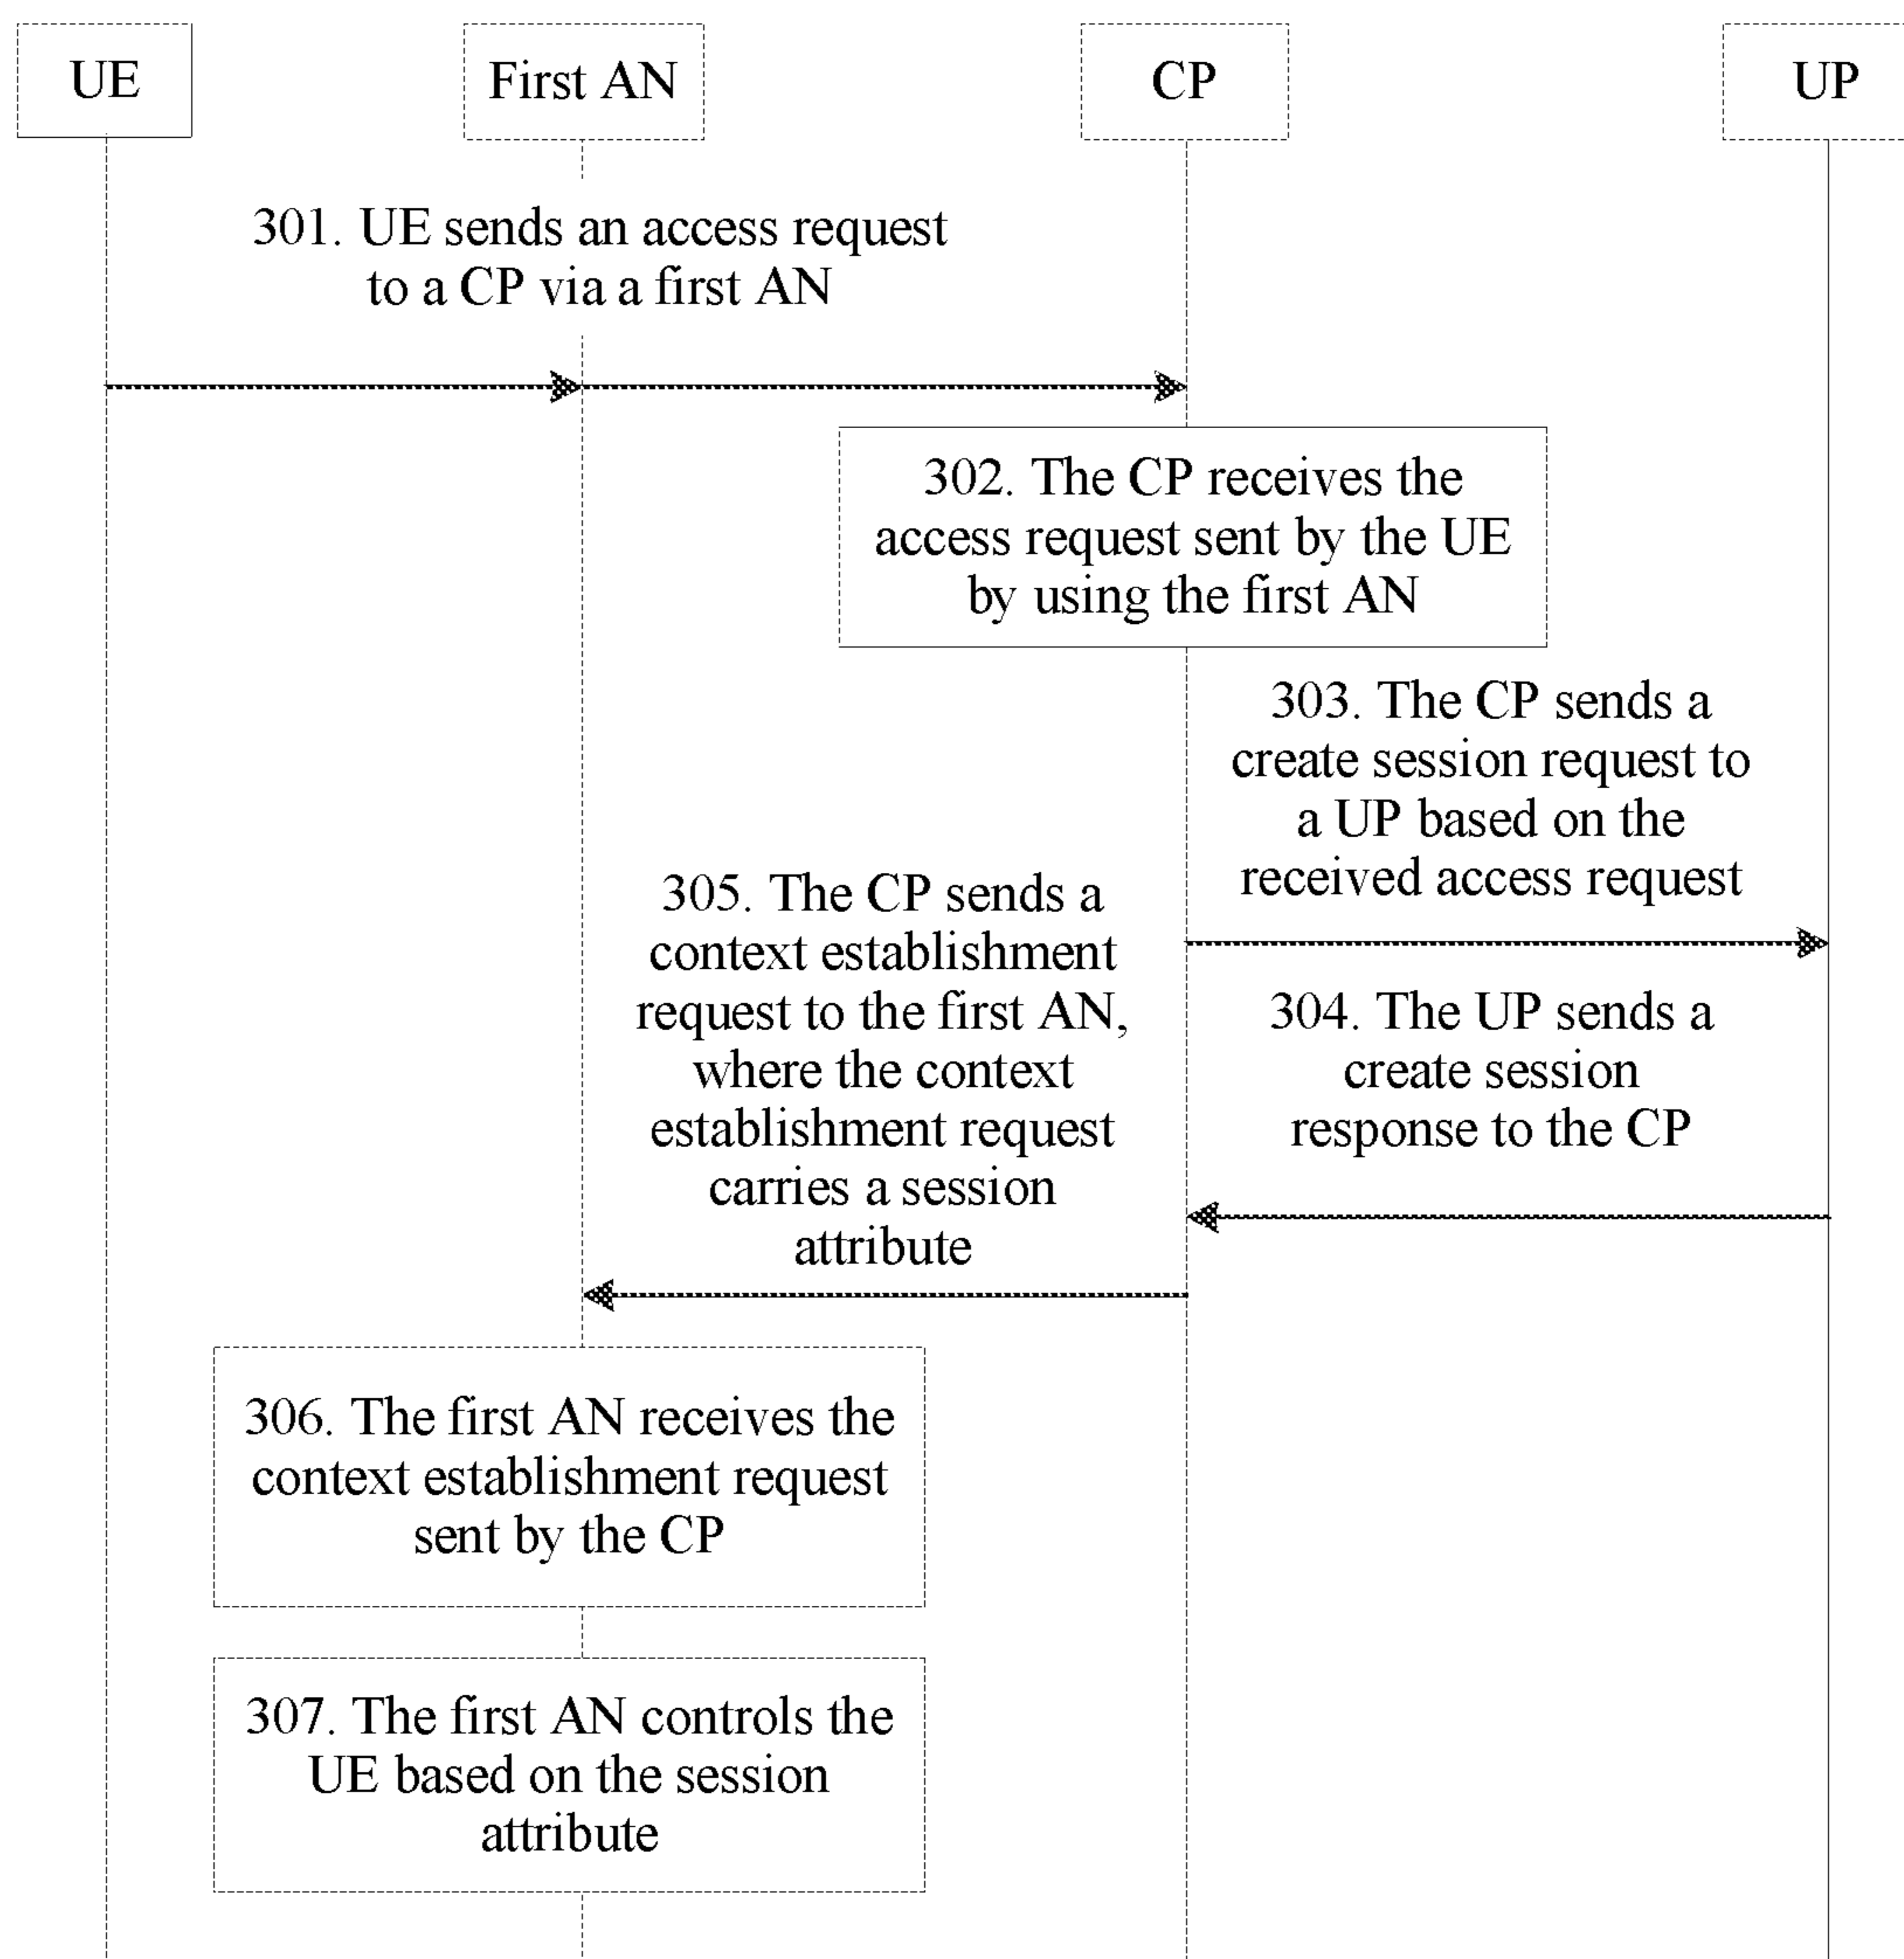 UE
First AN
CP
UP
301. UE sends an access request
to a CP via a first AN
302. The CP receives the
access request sent by the UE
by using the first AN
303. The CP sends a
create session request to
a UP based on the
received access request
304. The UP sends a
create session
response to the CP
305. The CP sends a
context establishment
request to the first AN,
where the context
establishment request
carries a session
attribute
306. The first AN receives the
context establishment request
sent by the CP
307. The first AN controls the
UE based on the session
attribute